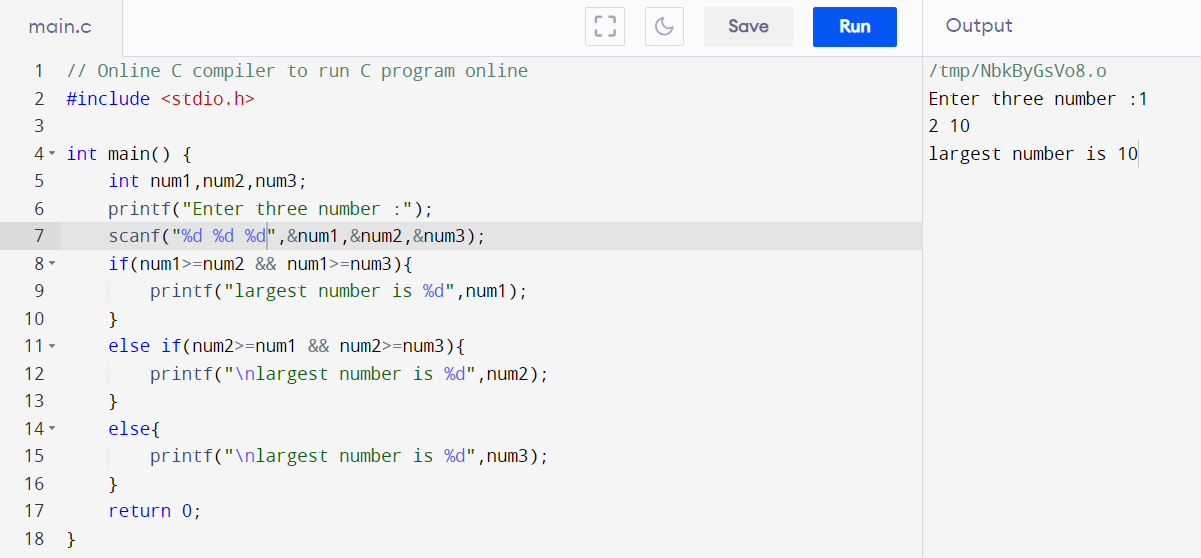 main.c Save Run Output
1 // Online C compiler to run C program online
2 #include <stdio.h>
3
4 int main() {
5 int num1,num2,num3;
6 printf("Enter three number :");
7 scanf("%d %d %d",&num1,&num2,&num3);
8 if(num1>=num2 && num1>=num3){
9 printf("largest number is %d",num1);
10 }
11 else if(num2>=num1 && num2>=num3){
12 printf("\nlargest number is %d",num2);
13 }
14 else{
15 printf("\nlargest number is %d",num3);
16 }
17 return 0;
18 }
/tmp/NbkByGsVo8.o
Enter three number :1
2 10
largest number is 10